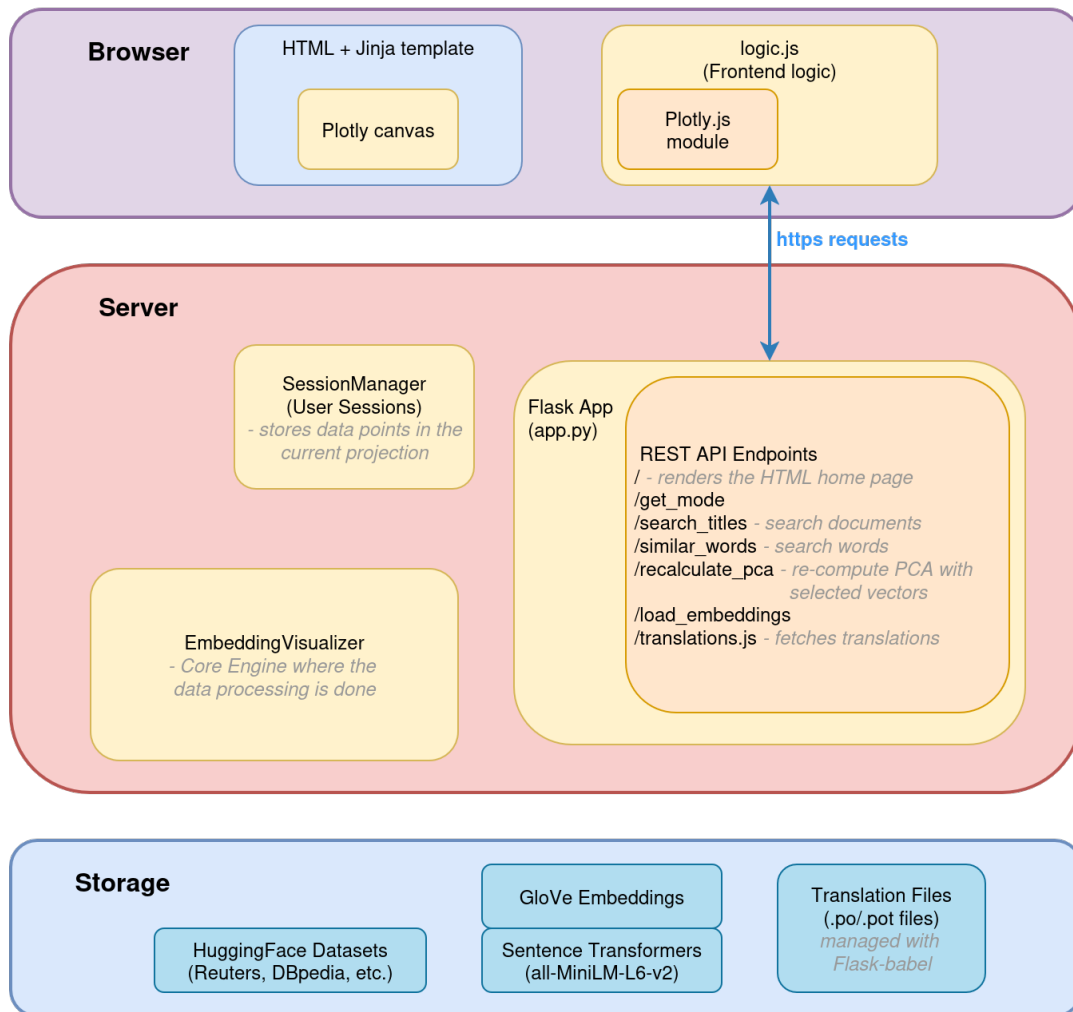 Browser
HTML + Jinja template
Plotly canvas
logic.js
(Frontend logic)
Plotly.js
module
https requests
Server
SessionManager
(User Sessions)
- stores data points in the
current projection
EmbeddingVisualizer
- Core Engine where the
data processing is done
Flask App
(app.py)
REST API Endpoints
/ - renders the HTML home page
/get_mode
/search_titles - search documents
/similar_words - search words
/recalculate_pca - re-compute PCA with
selected vectors
/load_embeddings
/translations.js - fetches translations
Storage
HuggingFace Datasets
(Reuters, DBpedia, etc.)
GloVe Embeddings
Sentence Transformers
(all-MiniLM-L6-v2)
Translation Files
(.po/.pot files)
managed with
Flask-babel